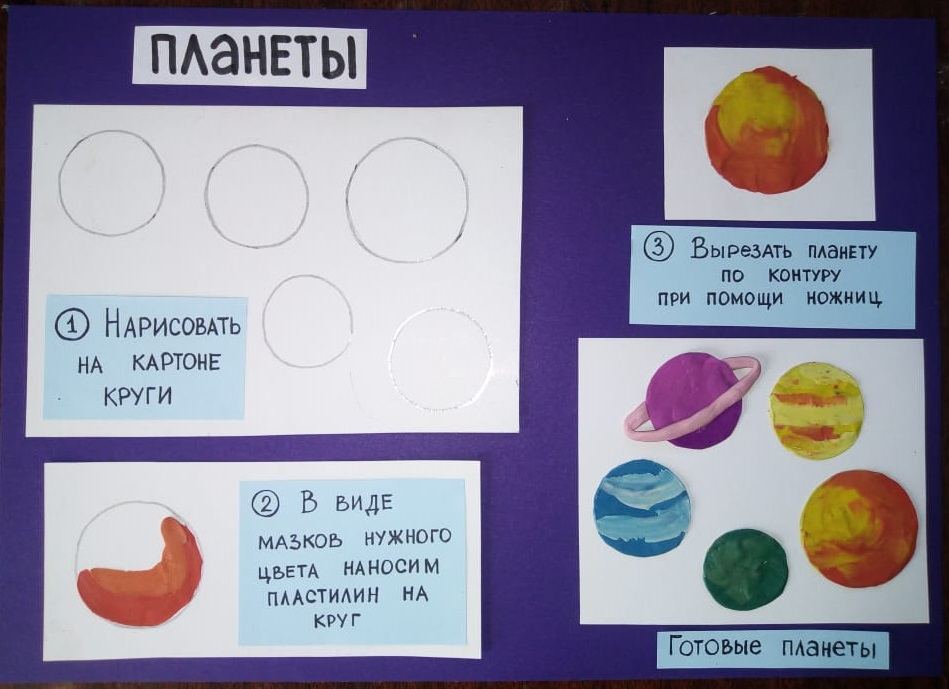 ПЛАНЕТЫ
1 НАРИСОВАТЬ
НА КАРТОНЕ
КРУГИ
2 В ВИДЕ
МАЗКОВ НУЖНОГО
ЦВЕТА НАНОСИМ
ПЛАСТИЛИН НА
КРУГ
3 ВЫРЕЗАТЬ ПЛАНЕТУ
ПО КОНТУРУ
ПРИ ПОМОЩИ НОЖНИЦ
ГОТОВЫЕ ПЛАНЕТЫ